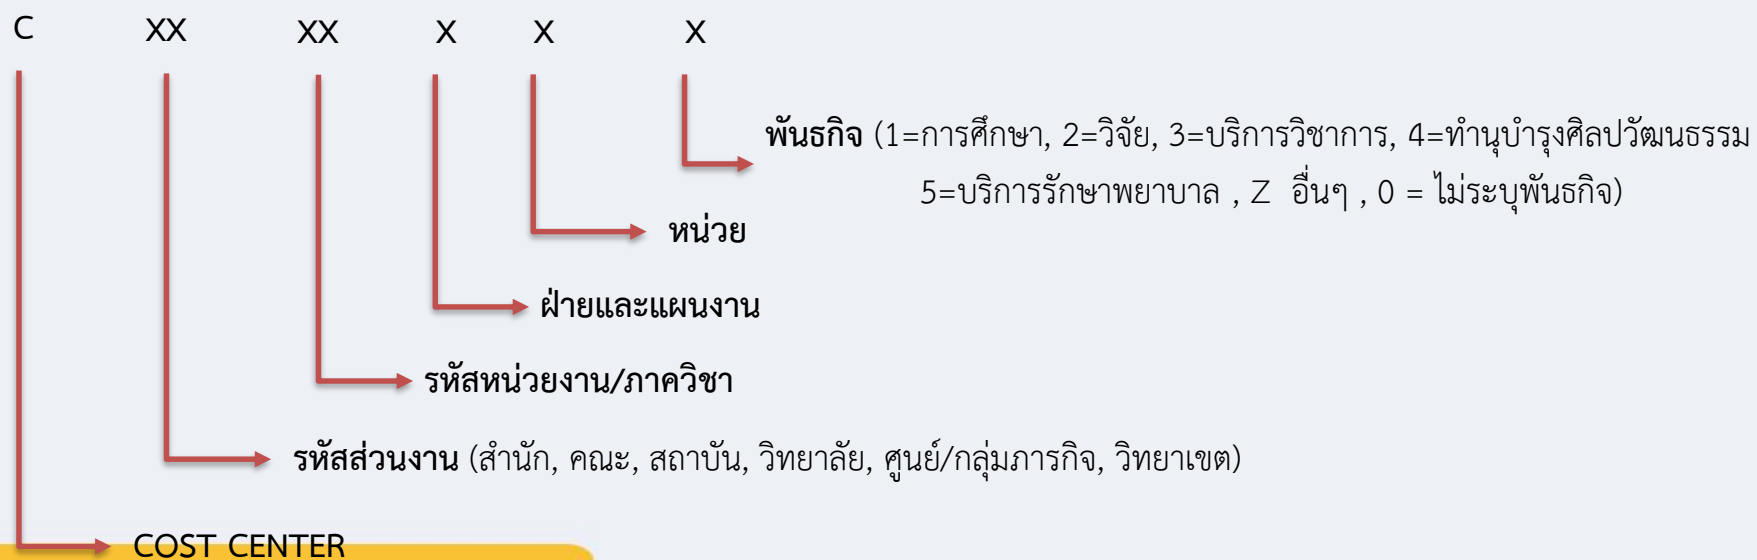 C XX XX X X X
พันธกิจ (1=การศึกษา, 2=วิจัย, 3=บริการวิชาการ, 4=ทำนุบำรุงศิลปวัฒนธรรม
5=บริการรักษาพยาบาล , Z อื่นๆ , 0 = ไม่ระบุพันธกิจ)
หน่วย
ฝ่ายและแผนงาน
รหัสหน่วยงาน/ภาควิชา
รหัสส่วนงาน (สำนัก, คณะ, สถาบัน, วิทยาลัย, ศูนย์/กลุ่มภารกิจ, วิทยาเขต)
COST CENTER